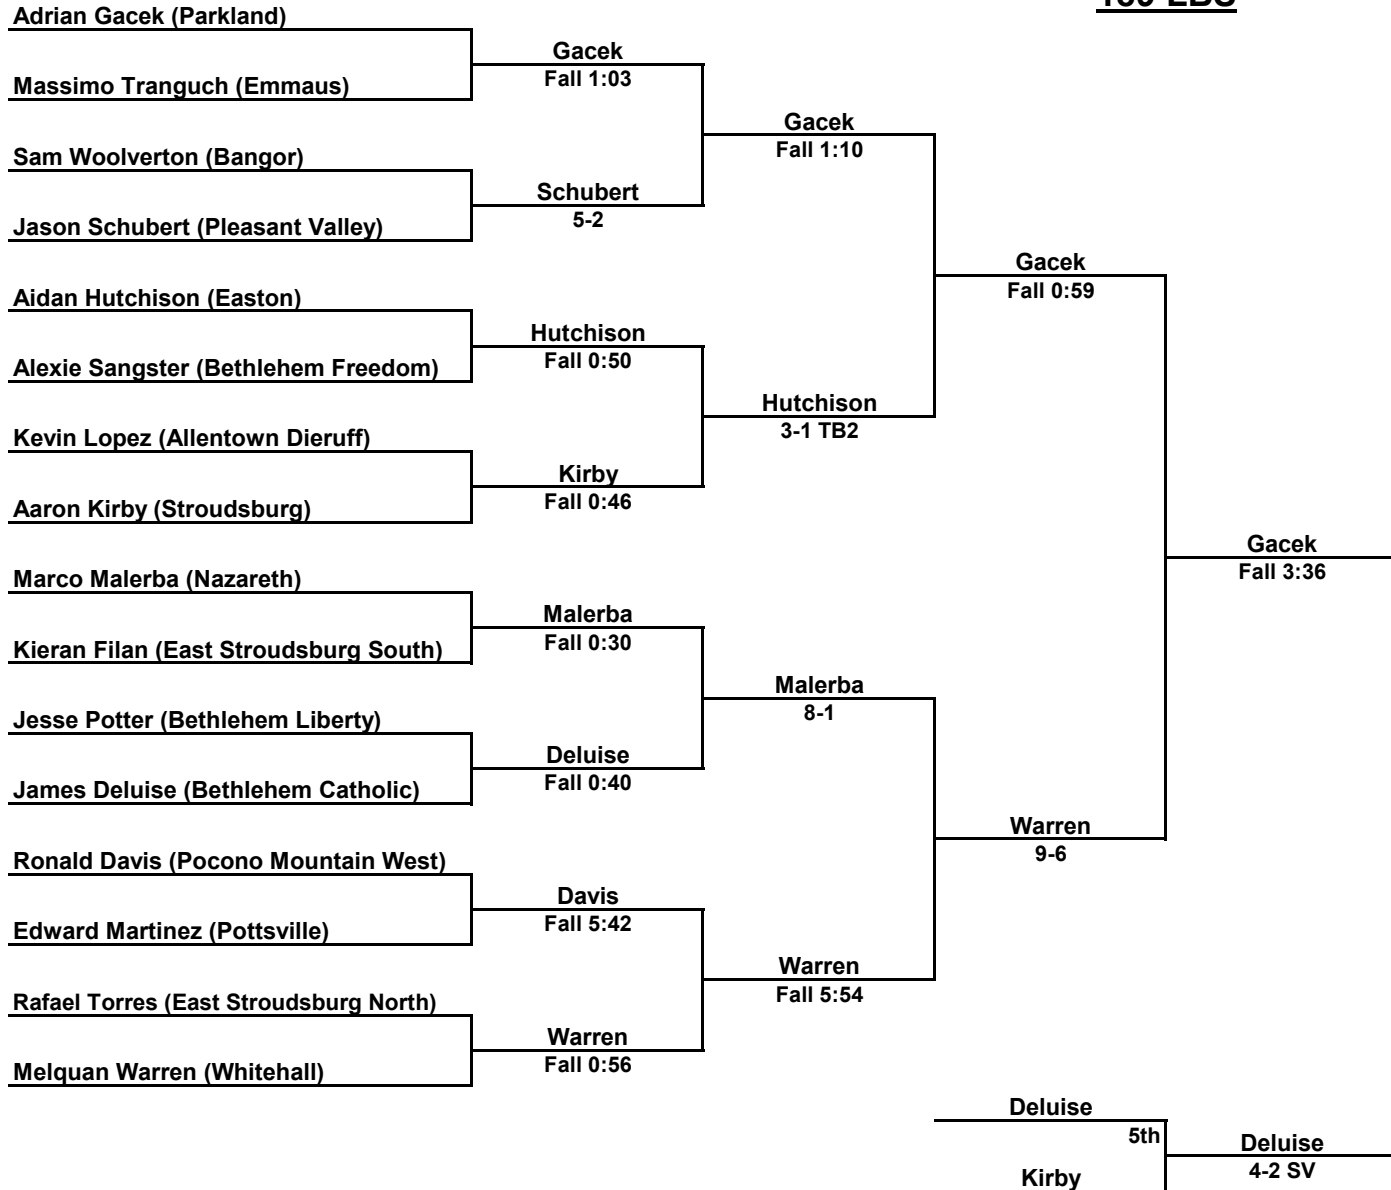 Adrian Gacek (Parkland)
Gacek
Fall 1:03
Massimo Tranguch (Emmaus)
Gacek
Fall 1:10
Sam Woolverton (Bangor)
Schubert
5-2
Jason Schubert (Pleasant Valley)
Gacek
Fall 0:59
Aidan Hutchison (Easton)
Hutchison
Fall 0:50
Alexie Sangster (Bethlehem Freedom)
Hutchison
3-1 TB2
Kevin Lopez (Allentown Dieruff)
Kirby
Fall 0:46
Aaron Kirby (Stroudsburg)
Gacek
Fall 3:36
Marco Malerba (Nazareth)
Malerba
Fall 0:30
Kieran Filan (East Stroudsburg South)
Malerba
8-1
Jesse Potter (Bethlehem Liberty)
Deluise
Fall 0:40
James Deluise (Bethlehem Catholic)
Warren
9-6
Ronald Davis (Pocono Mountain West)
Davis
Fall 5:42
Edward Martinez (Pottsville)
Warren
Fall 5:54
Rafael Torres (East Stroudsburg North)
Warren
Fall 0:56
Melquan Warren (Whitehall)
Deluise
5th
Deluise
4-2 SV
Kirby